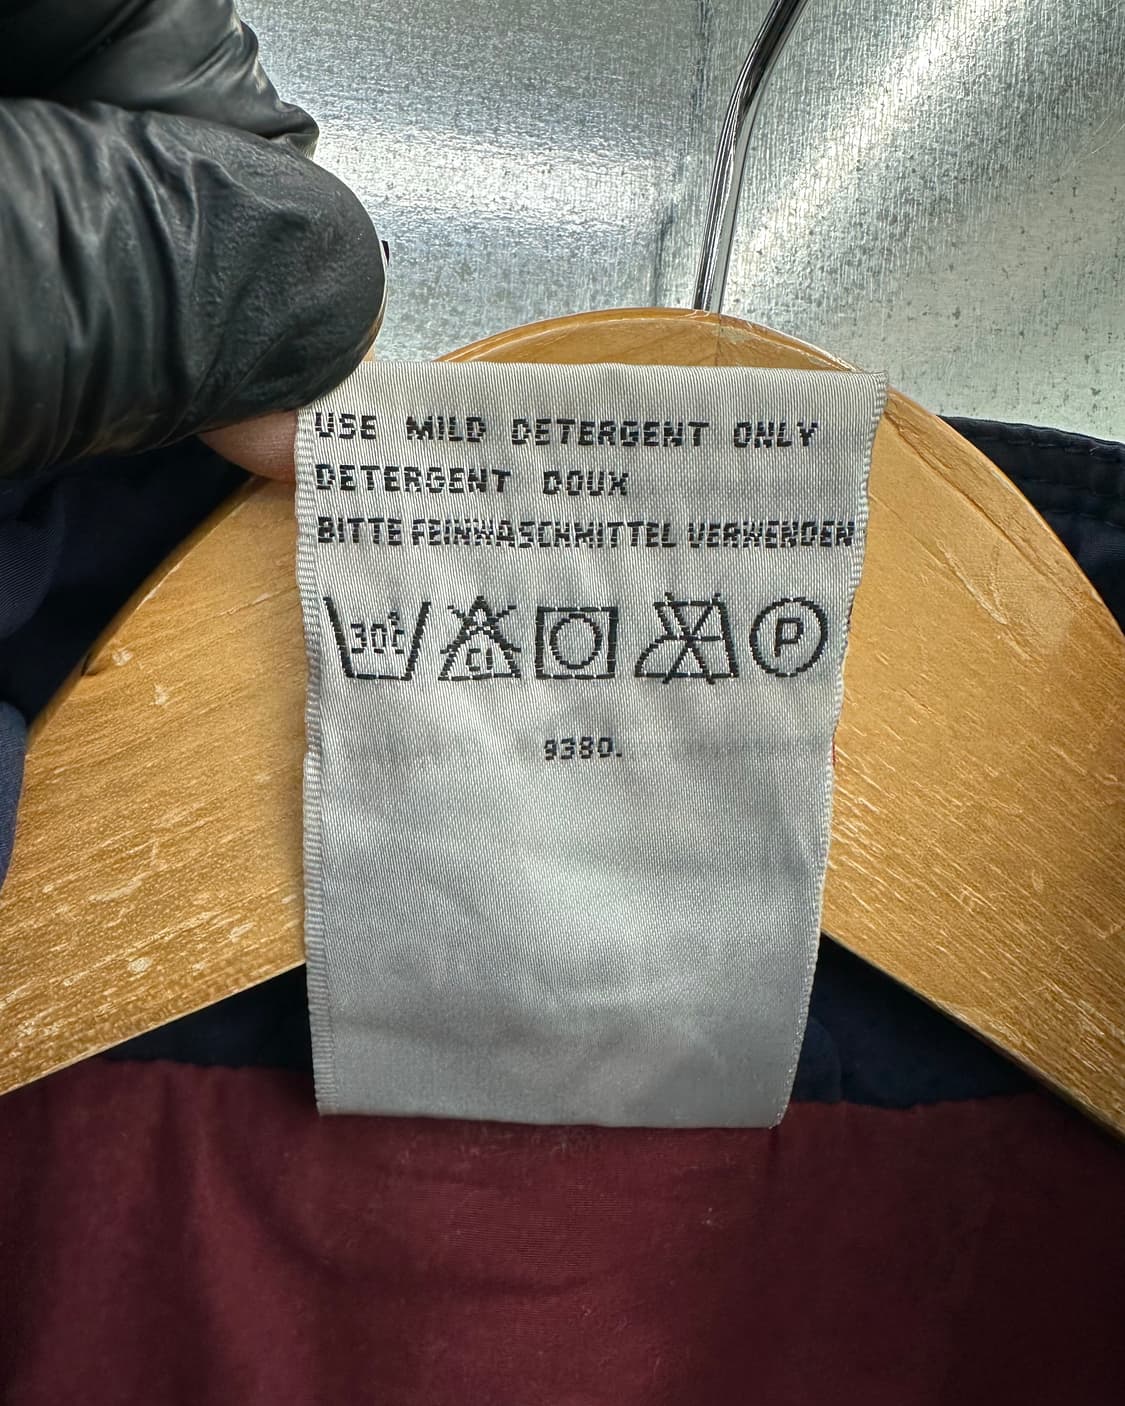 USE MILD DETERGENT ONLY
DETERGENT DOUX
BITTE FEINWASCHMITTEL VERWENDEN
30°c CL P
9380.